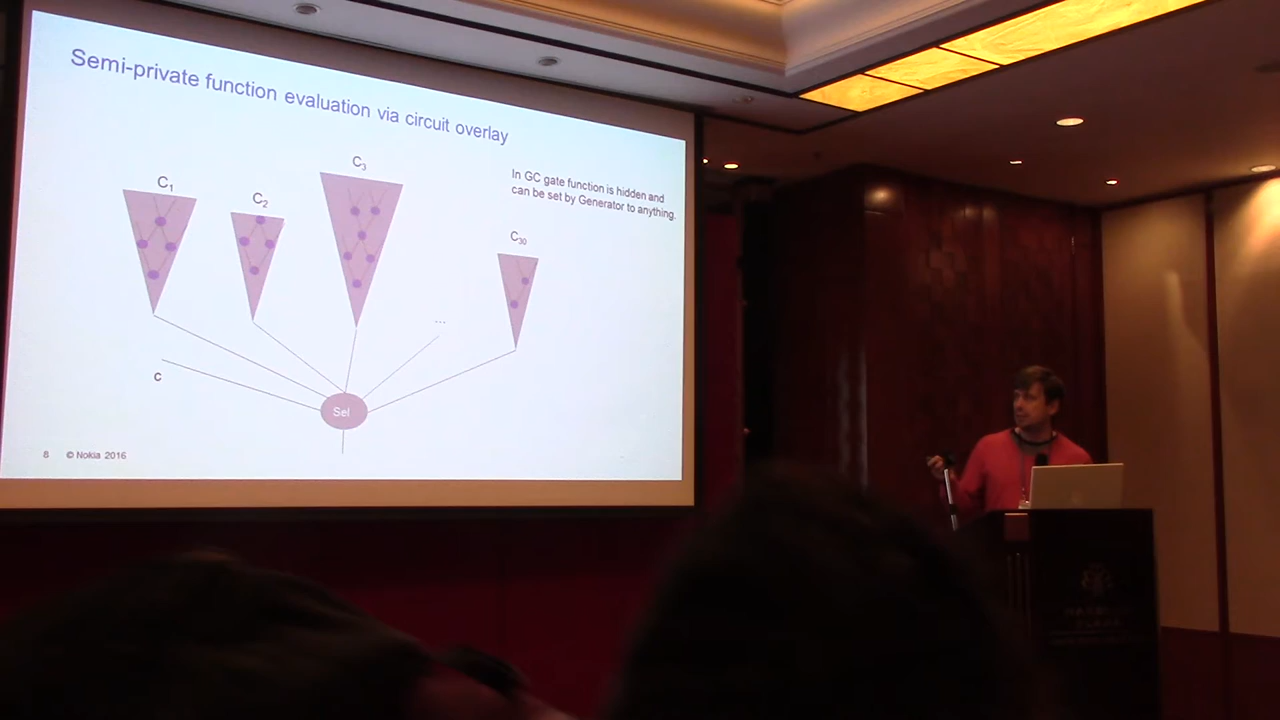 Semi-private function evaluation via circuit overlay
C3
C1
C2
C30
In GC gate function is hidden and
can be set by Generator to anything.
...
c
Sel
8 © Nokia 2016